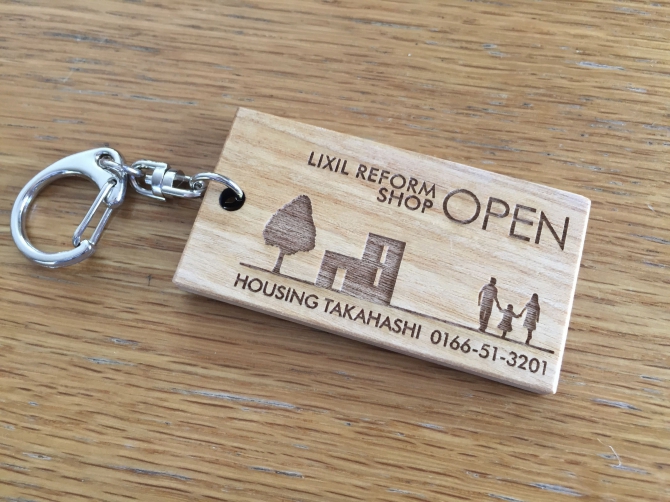 LIXIL REFORM
SHOP OPEN
HOUSING TAKAHASHI 0166-51-3201